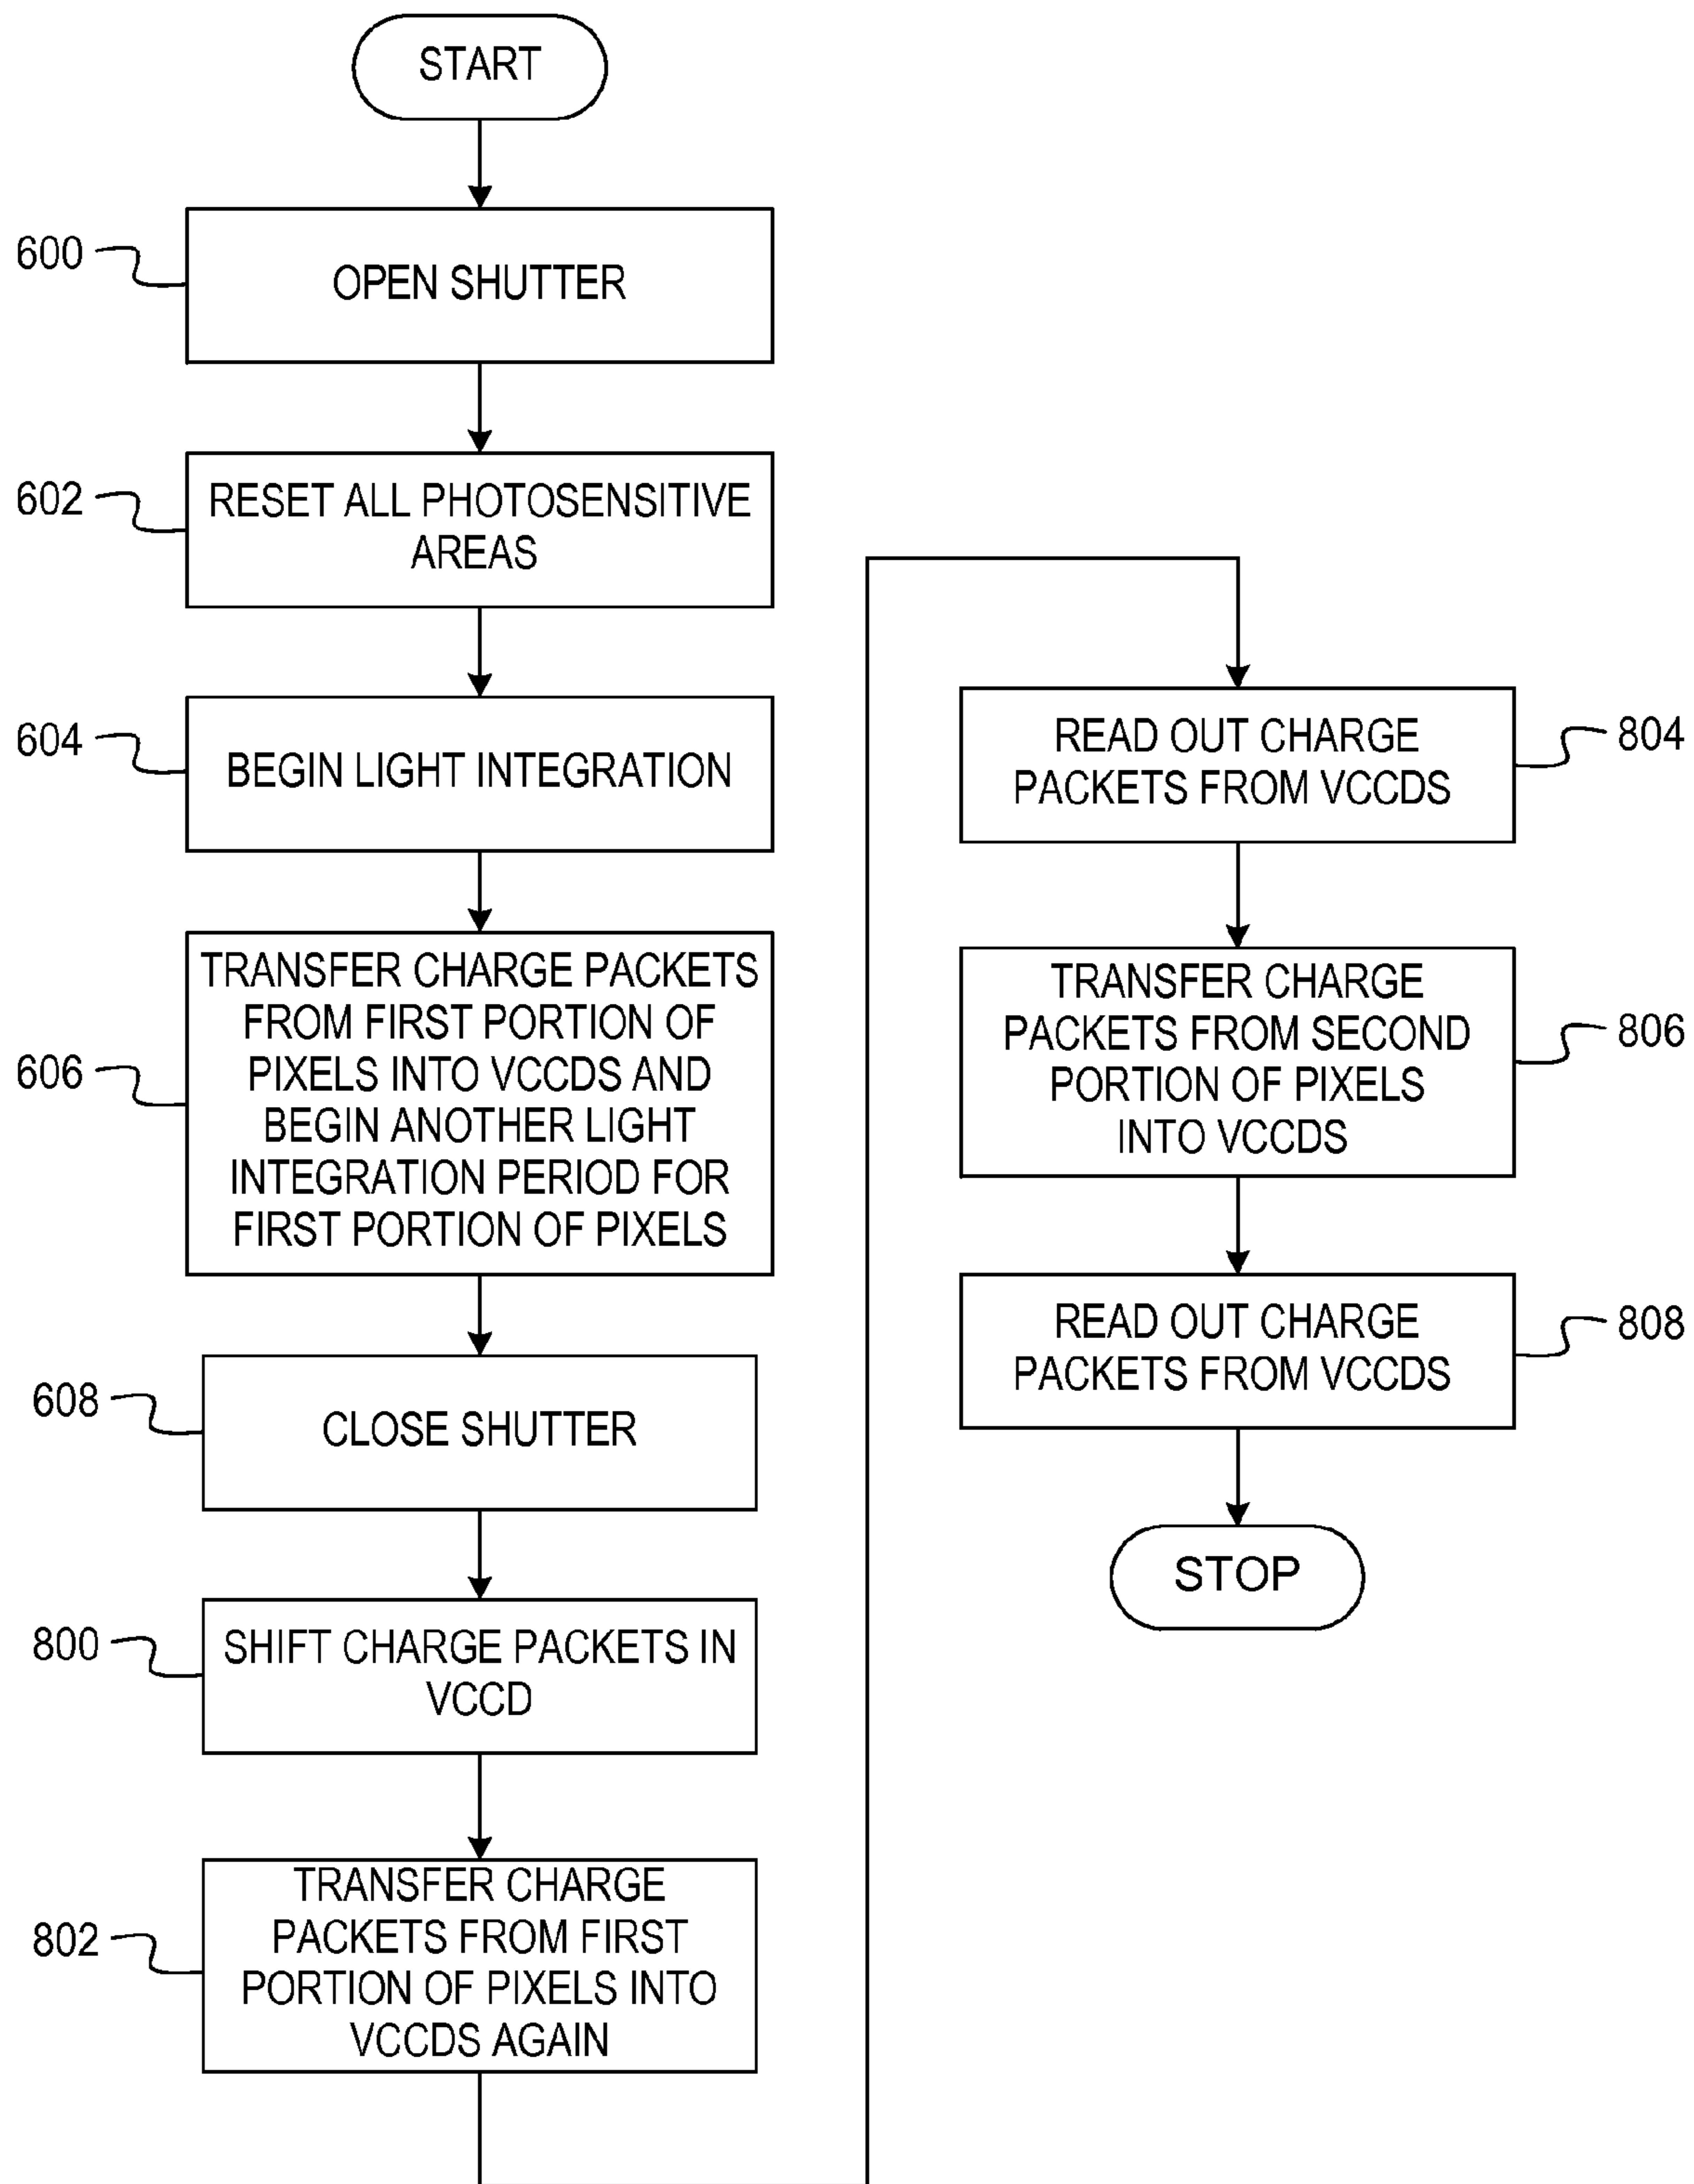 START
600
OPEN SHUTTER
602
RESET ALL PHOTOSENSITIVE
AREAS
604
BEGIN LIGHT INTEGRATION
606
TRANSFER CHARGE PACKETS
FROM FIRST PORTION OF
PIXELS INTO VCCDS AND
BEGIN ANOTHER LIGHT
INTEGRATION PERIOD FOR
FIRST PORTION OF PIXELS
608
CLOSE SHUTTER
800
SHIFT CHARGE PACKETS IN
VCCD
802
TRANSFER CHARGE
PACKETS FROM FIRST
PORTION OF PIXELS INTO
VCCDS AGAIN
READ OUT CHARGE
PACKETS FROM VCCDS
804
TRANSFER CHARGE
PACKETS FROM SECOND
PORTION OF PIXELS
INTO VCCDS
806
READ OUT CHARGE
PACKETS FROM VCCDS
808
STOP